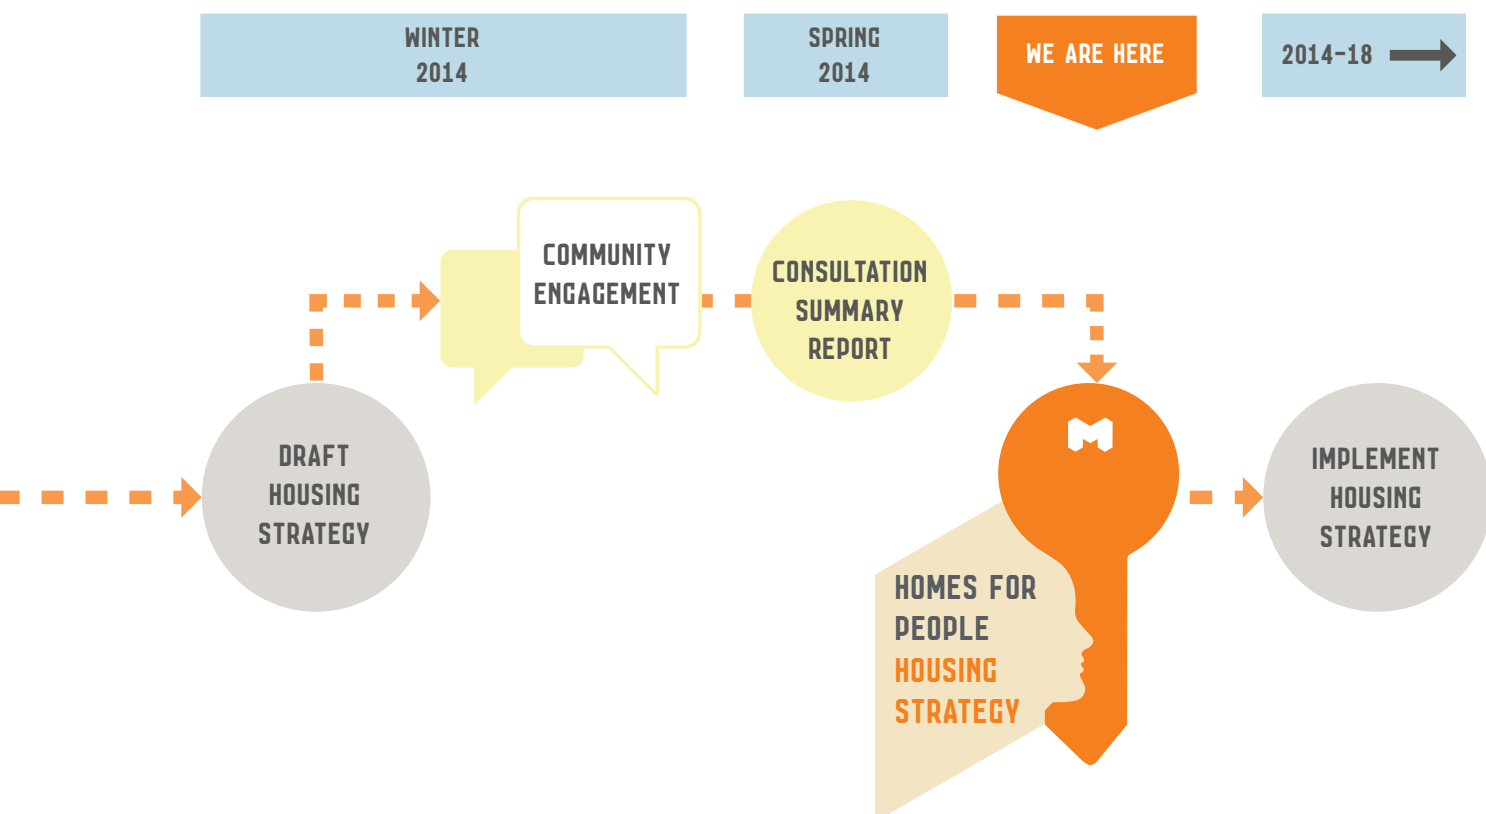 WINTER
2014
SPRING
2014
WE ARE HERE
2014-18
COMMUNITY
ENGAGEMENT
CONSULTATION
SUMMARY
REPORT
DRAFT
HOUSING
STRATEGY
M
IMPLEMENT
HOUSING
STRATEGY
HOMES FOR
PEOPLE
HOUSING
STRATEGY